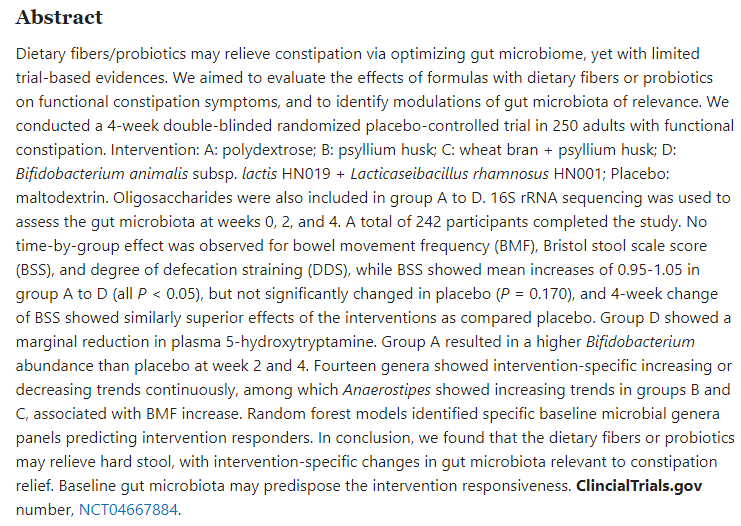 Abstract
Dietary fibers/probiotics may relieve constipation via optimizing gut microbiome, yet with limited
trial-based evidences. We aimed to evaluate the effects of formulas with dietary fibers or probiotics
on functional constipation symptoms, and to identify modulations of gut microbiota of relevance. We
conducted a 4-week double-blinded randomized placebo-controlled trial in 250 adults with functional
constipation. Intervention: A: polydextrose; B: psyllium husk; C: wheat bran + psyllium husk; D:
Bifidobacterium animalis subsp. lactis HN019 + Lacticaseibacillus rhamnosus HN001; Placebo:
maltodextrin. Oligosaccharides were also included in group A to D. 16S rRNA sequencing was used to
assess the gut microbiota at weeks 0, 2, and 4. A total of 242 participants completed the study. No
time-by-group effect was observed for bowel movement frequency (BMF), Bristol stool scale score
(BSS), and degree of defecation straining (DDS), while BSS showed mean increases of 0.95-1.05 in
group A to D (all P < 0.05), but not significantly changed in placebo (P = 0.170), and 4-week change
of BSS showed similarly superior effects of the interventions as compared placebo. Group D showed a
marginal reduction in plasma 5-hydroxytryptamine. Group A resulted in a higher Bifidobacterium
abundance than placebo at week 2 and 4. Fourteen genera showed intervention-specific increasing or
decreasing trends continuously, among which Anaerostipes showed increasing trends in groups B and
C, associated with BMF increase. Random forest models identified specific baseline microbial genera
panels predicting intervention responders. In conclusion, we found that the dietary fibers or probiotics
may relieve hard stool, with intervention-specific changes in gut microbiota relevant to constipation
relief. Baseline gut microbiota may predispose the intervention responsiveness. ClincialTrials.gov
number, NCT04667884.